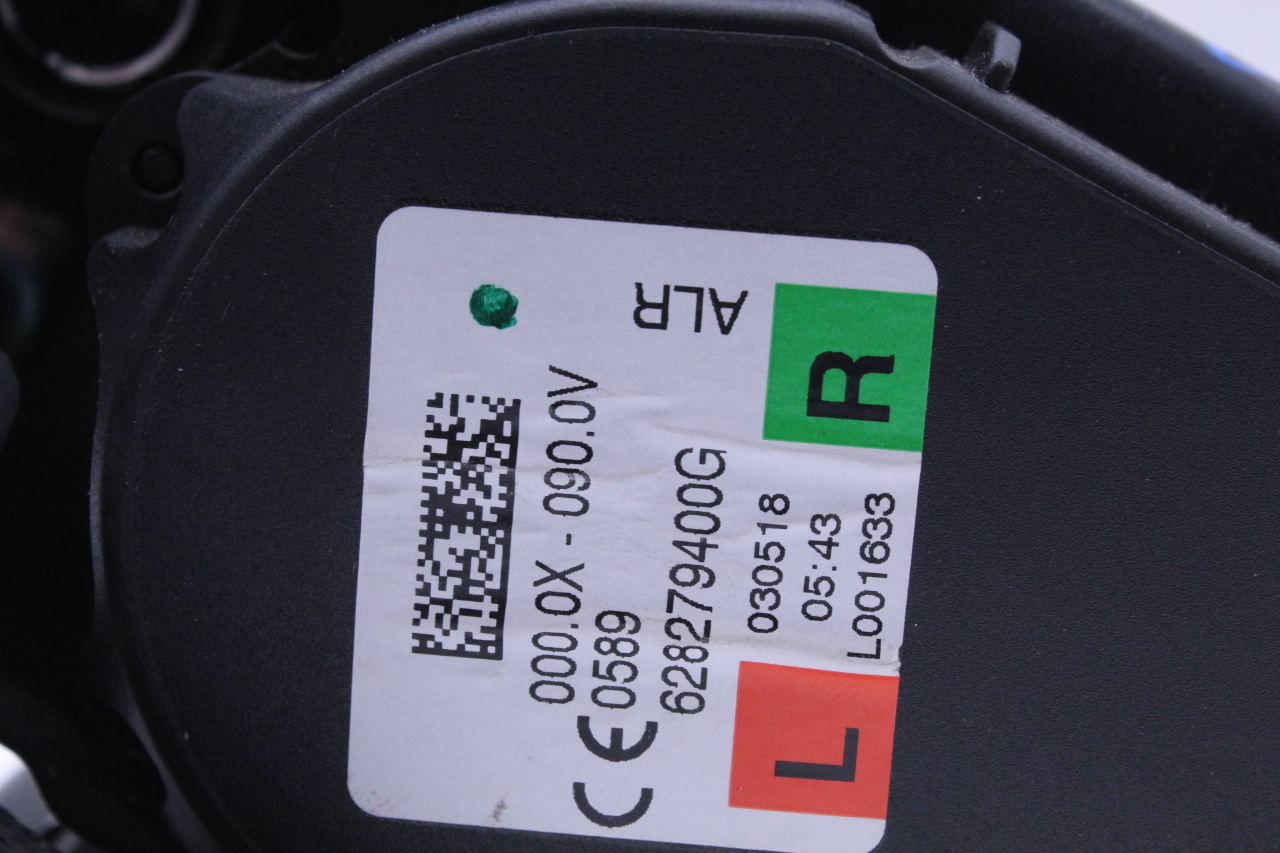 000.0X - 090.0V
CE 0589
628279400G
030518
05:43
L001633
L
R
ALR